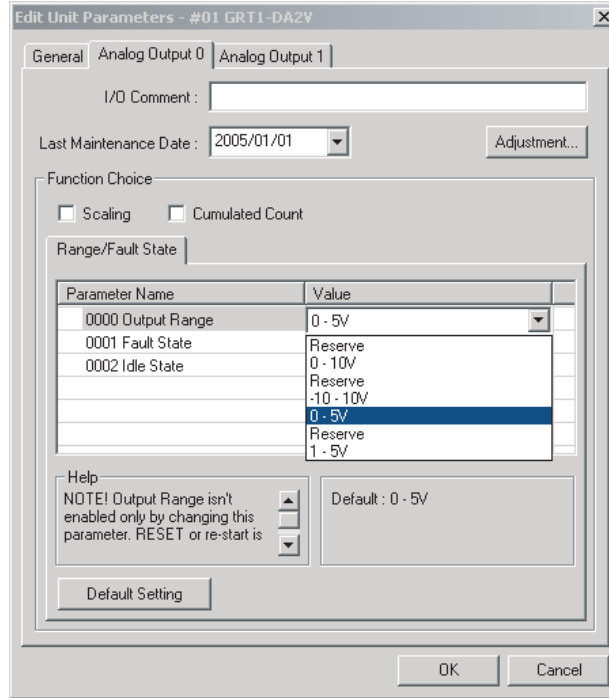 Edit Unit Parameters - #01 GRT1-DA2V
General
Analog Output 0
Analog Output 1
I/O Comment :
Last Maintenance Date :
2005/01/01
Adjustment...
Function Choice
Scaling
Cumulated Count
Range/Fault State
Parameter Name
Value
0000 Output Range
0 - 5V
0001 Fault State
0002 Idle State
Reserve
0 - 10V
Reserve
-10 - 10V
0 - 5V
Reserve
1 - 5V
Help
NOTE! Output Range isn't
enabled only by changing this
parameter. RESET or re-start is
Default : 0 - 5V
Default Setting
OK
Cancel